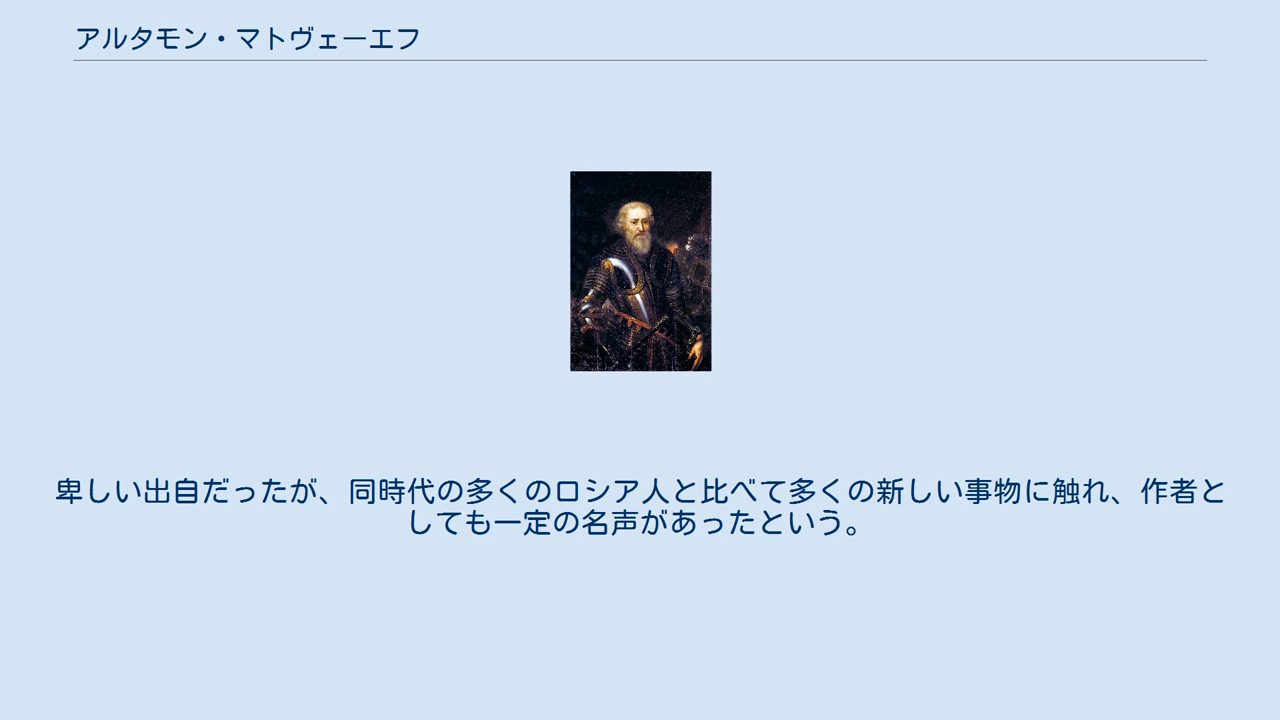 アルタモン・マトヴェーエフ
卑しい出自だったが、同時代の多くのロシア人と比べて多くの新しい事物に触れ、作者と
しても一定の名声があったという。